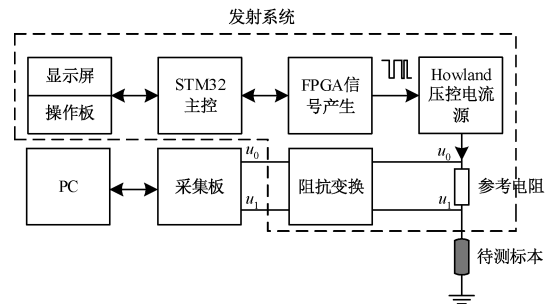 发射系统
显示屏
操作板
STM32
主控
FPGA信
号产生
Howland
压控电流
源
PC
采集板
u0
u1
阻抗变换
u0
u1
参考电阻
待测标本